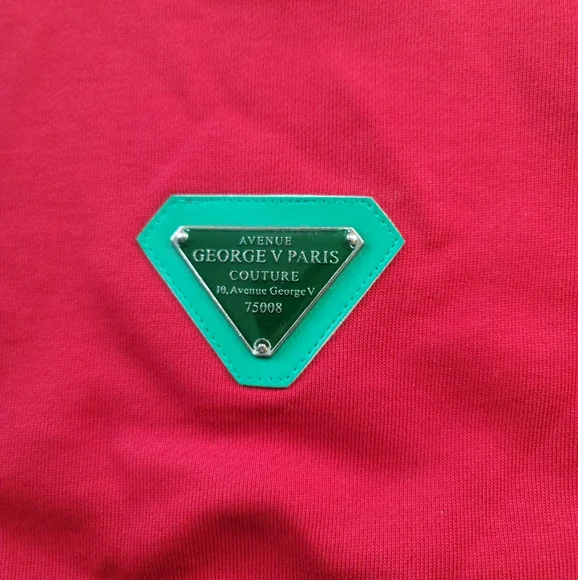 AVENUE
GEORGE V PARIS
COUTURE
10, Avenue George V
75008